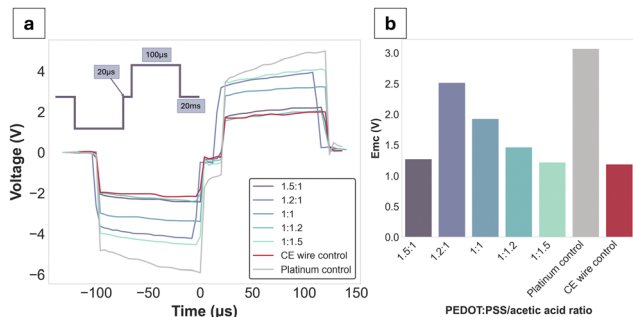 a
100µs
20µs
20ms
Voltage (V)
4
2
0
−2
−4
−6
−100
−50
0
50
100
150
Time (µs)
1.5:1
1.2:1
1:1
1:1.2
1:1.5
CE wire control
Platinum control
b
Emc (V)
3.0
2.5
2.0
1.5
1.0
0.5
0.0
1.5:1
1.2:1
1:1
1:1.2
1:1.5
Platinum control
CE wire control
PEDOT:PSS/acetic acid ratio